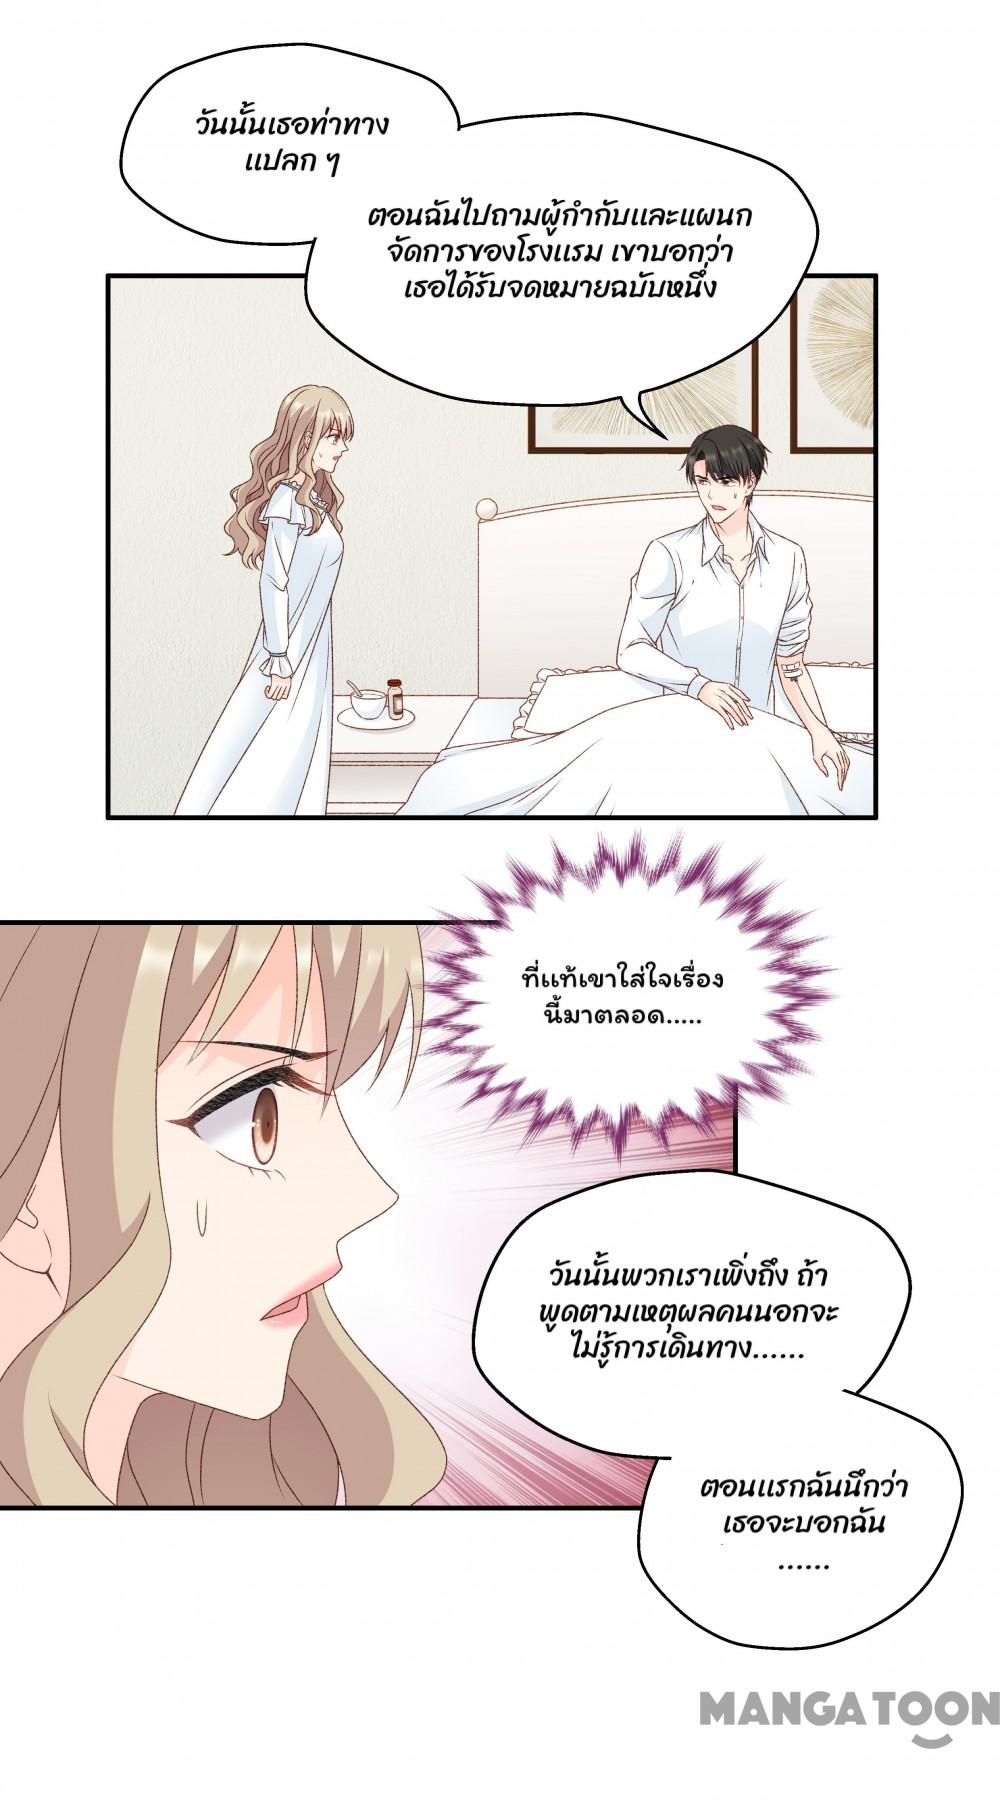 วันนั้นเธอท่าทาง
แปลก ๆ
ตอนฉันไปถามผู้กำกับและแผนก
จัดการของโรงแรม เขาบอกว่า
เธอได้รับจดหมายฉบับหนึ่ง
ที่แท้เขาใส่ใจเรื่อง
นี้มาตลอด.....
วันนั้นพวกเราเพิ่งถึง ถ้า
พูดตามเหตุผลคนนอกจะ
ไม่รู้การเดินทาง......
ตอนแรกฉันนึกว่า
เธอจะบอกฉัน
......
MANGATOON